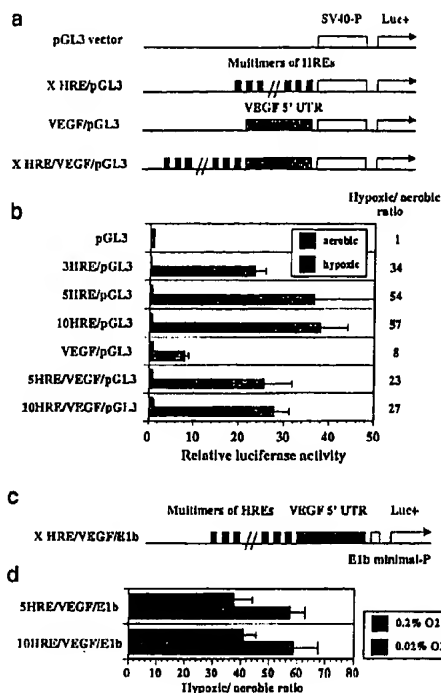 a
SV40-P Luc+
pGL3 vector
Multimers of HREs
X HRE/pGL3
VEGF 5' UTR
VEGF/pGL3
X HRE/VEGF/pGL3
Hypoxic/ aerobic
ratio
b
pGL3 1
aerobic
hypoxic
3HRE/pGL3 34
5HRE/pGL3 54
10HRE/pGL3 57
VEGF/pGL3 8
5HRE/VEGF/pGL3 23
10HRE/VEGF/pGL3 27
0 10 20 30 40 50
Relative luciferase activity
c
Multimers of HREs VEGF 5' UTR Luc+
X HRE/VEGF/E1b
E1b minimal-P
d
5HRE/VEGF/E1b
10HRE/VEGF/E1b
0.2% O2
0.02% O2
0 10 20 30 40 50 60 70 80
Hypoxic/ aerobic ratio